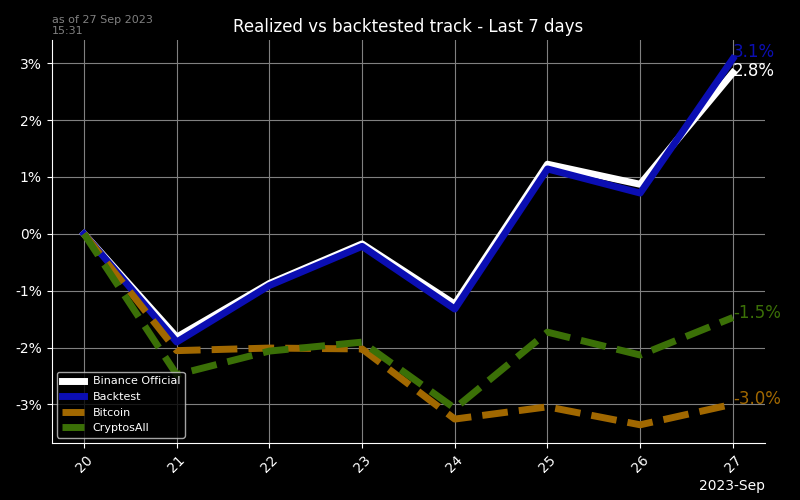 as of 27 Sep 2023
15:31
Realized vs backtested track - Last 7 days
3%
2%
1%
0%
-1%
-2%
-3%
3.1%
2.8%
-1.5%
-3.0%
Binance Official
Backtest
Bitcoin
CryptosAll
20
21
22
23
24
25
26
27
2023-Sep